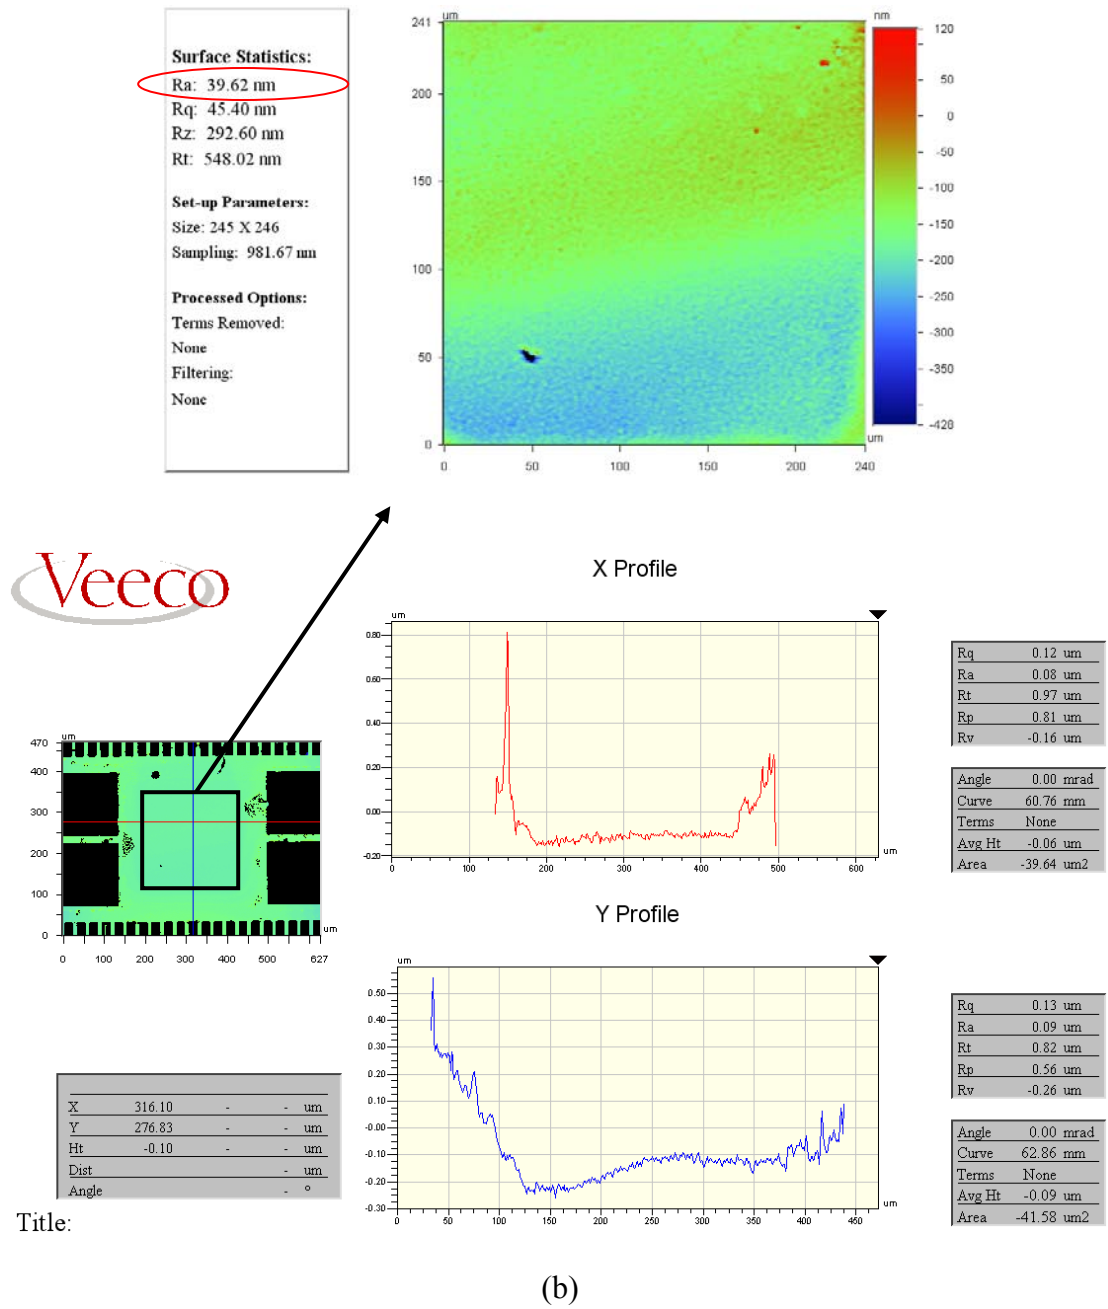 Surface Statistics:
Ra: 39.62 nm
Rq: 45.40 nm
Rz: 292.60 nm
Rt: 548.02 nm
Set-up Parameters:
Size: 245 X 246
Sampling: 981.67 nm
Processed Options:
Terms Removed:
None
Filtering:
None
um
241
200
150
100
50
0
0 50 100 150 200 240
um
nm
120
50
0
-50
-100
-150
-200
-250
-300
-350
-420
Veeco
X Profile
um
0.80
0.60
0.40
0.20
0.00
-0.20
0 100 200 300 400 500 600
um
Rq 0.12 um
Ra 0.08 um
Rt 0.97 um
Rp 0.81 um
Rv -0.16 um
Angle 0.00 mrad
Curve 60.76 mm
Terms None
Avg Ht -0.06 um
Area -39.64 um2
um
470
400
300
200
100
0
0 100 200 300 400 500 627
um
Y Profile
um
0.50
0.40
0.30
0.20
0.10
-0.00
-0.10
-0.20
-0.30
0 50 100 150 200 250 300 350 400 450
um
Rq 0.13 um
Ra 0.09 um
Rt 0.82 um
Rp 0.56 um
Rv -0.26 um
Angle 0.00 mrad
Curve 62.86 mm
Terms None
Avg Ht -0.09 um
Area -41.58 um2
X 316.10 - - um
Y 276.83 - - um
Ht -0.10 - - um
Dist - um
Angle - °
Title:
(b)